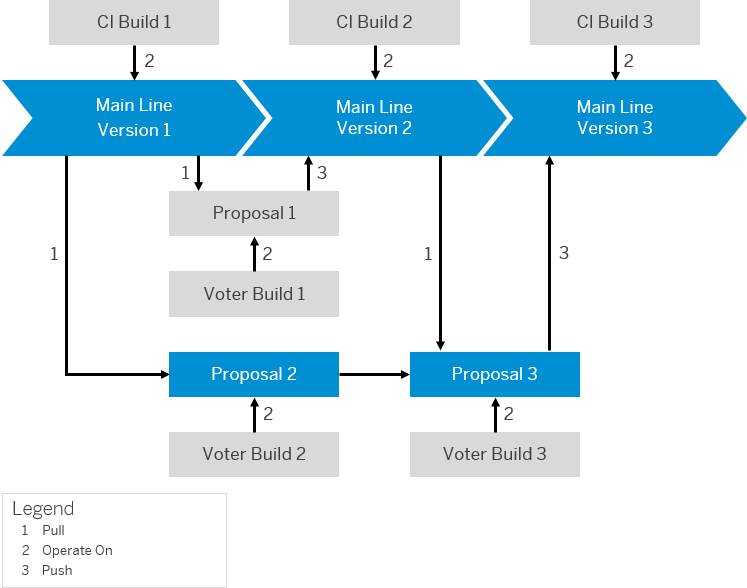 CI Build 1
CI Build 2
CI Build 3
2
2
2
Main Line
Version 1
Main Line
Version 2
Main Line
Version 3
1
3
Proposal 1
1
2
1
3
Voter Build 1
Proposal 2
Proposal 3
2
2
Voter Build 2
Voter Build 3
Legend
1 Pull
2 Operate On
3 Push